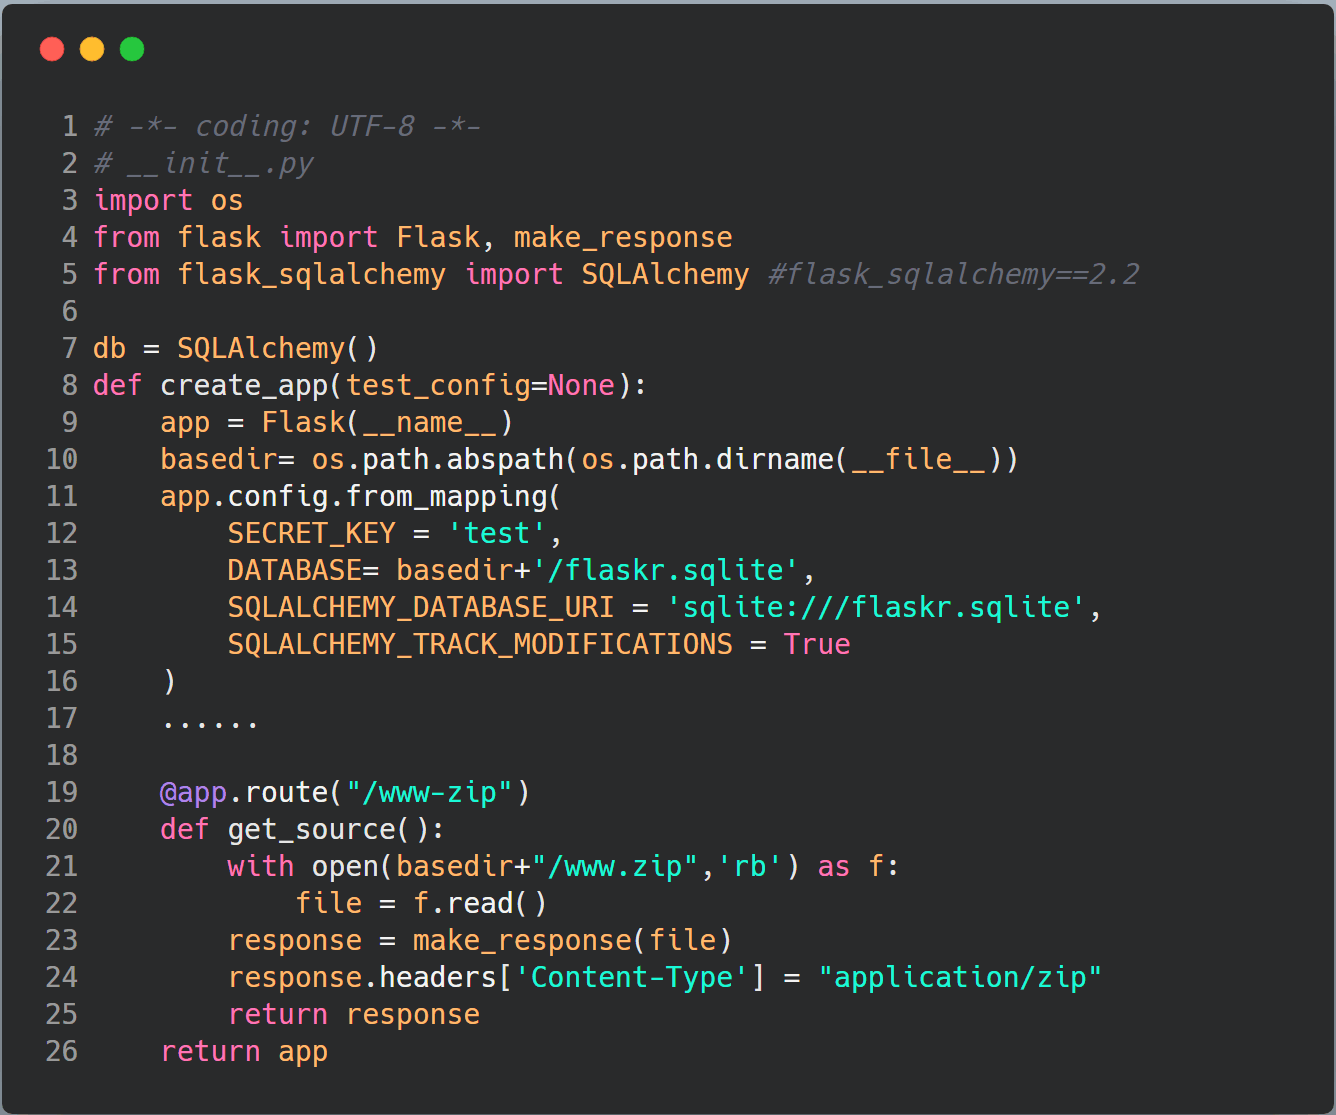 1 # -*- coding: UTF-8 -*-
2 # __init__.py
3 import os
4 from flask import Flask, make_response
5 from flask_sqlalchemy import SQLAlchemy #flask_sqlalchemy==2.2
6
7 db = SQLAlchemy()
8 def create_app(test_config=None):
9     app = Flask(__name__)
10     basedir= os.path.abspath(os.path.dirname(__file__))
11     app.config.from_mapping(
12         SECRET_KEY = 'test',
13         DATABASE= basedir+'/flaskr.sqlite',
14         SQLALCHEMY_DATABASE_URI = 'sqlite:///flaskr.sqlite',
15         SQLALCHEMY_TRACK_MODIFICATIONS = True
16     )
17     ......
18
19     @app.route("/www-zip")
20     def get_source():
21         with open(basedir+"/www.zip",'rb') as f:
22             file = f.read()
23         response = make_response(file)
24         response.headers['Content-Type'] = "application/zip"
25         return response
26     return app